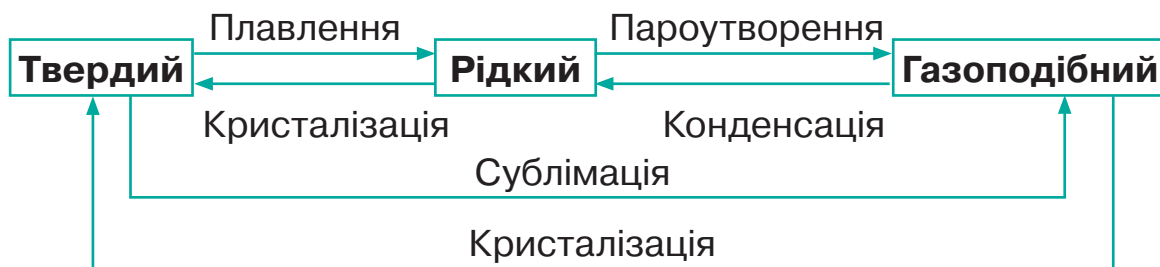 Плавлення Пароутворення
Твердий Рідкий Газоподібний
Кристалізація Конденсація
Сублімація
Кристалізація